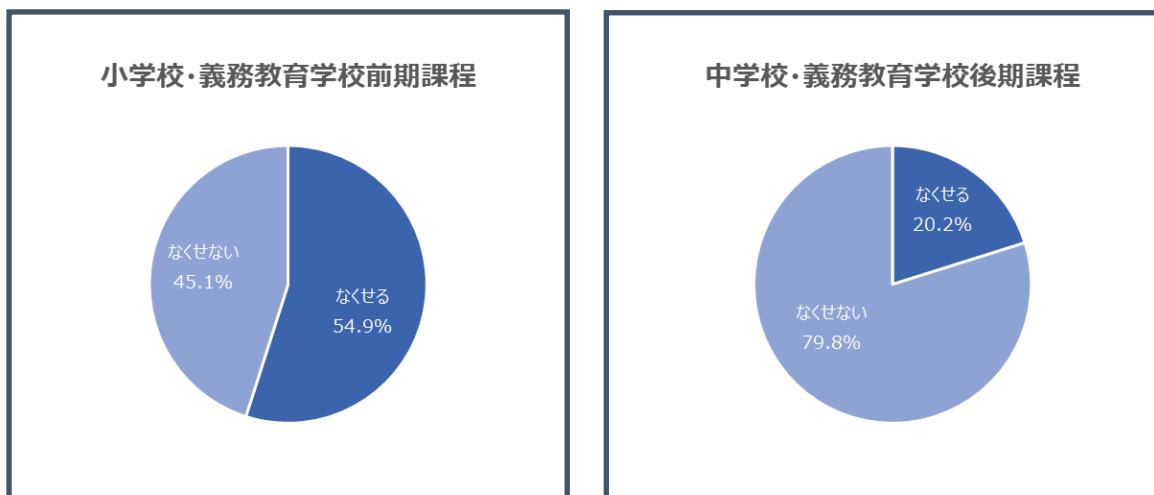 小学校・義務教育学校前期課程
なくせない
45.1%
なくせる
54.9%
中学校・義務教育学校後期課程
なくせる
20.2%
なくせない
79.8%